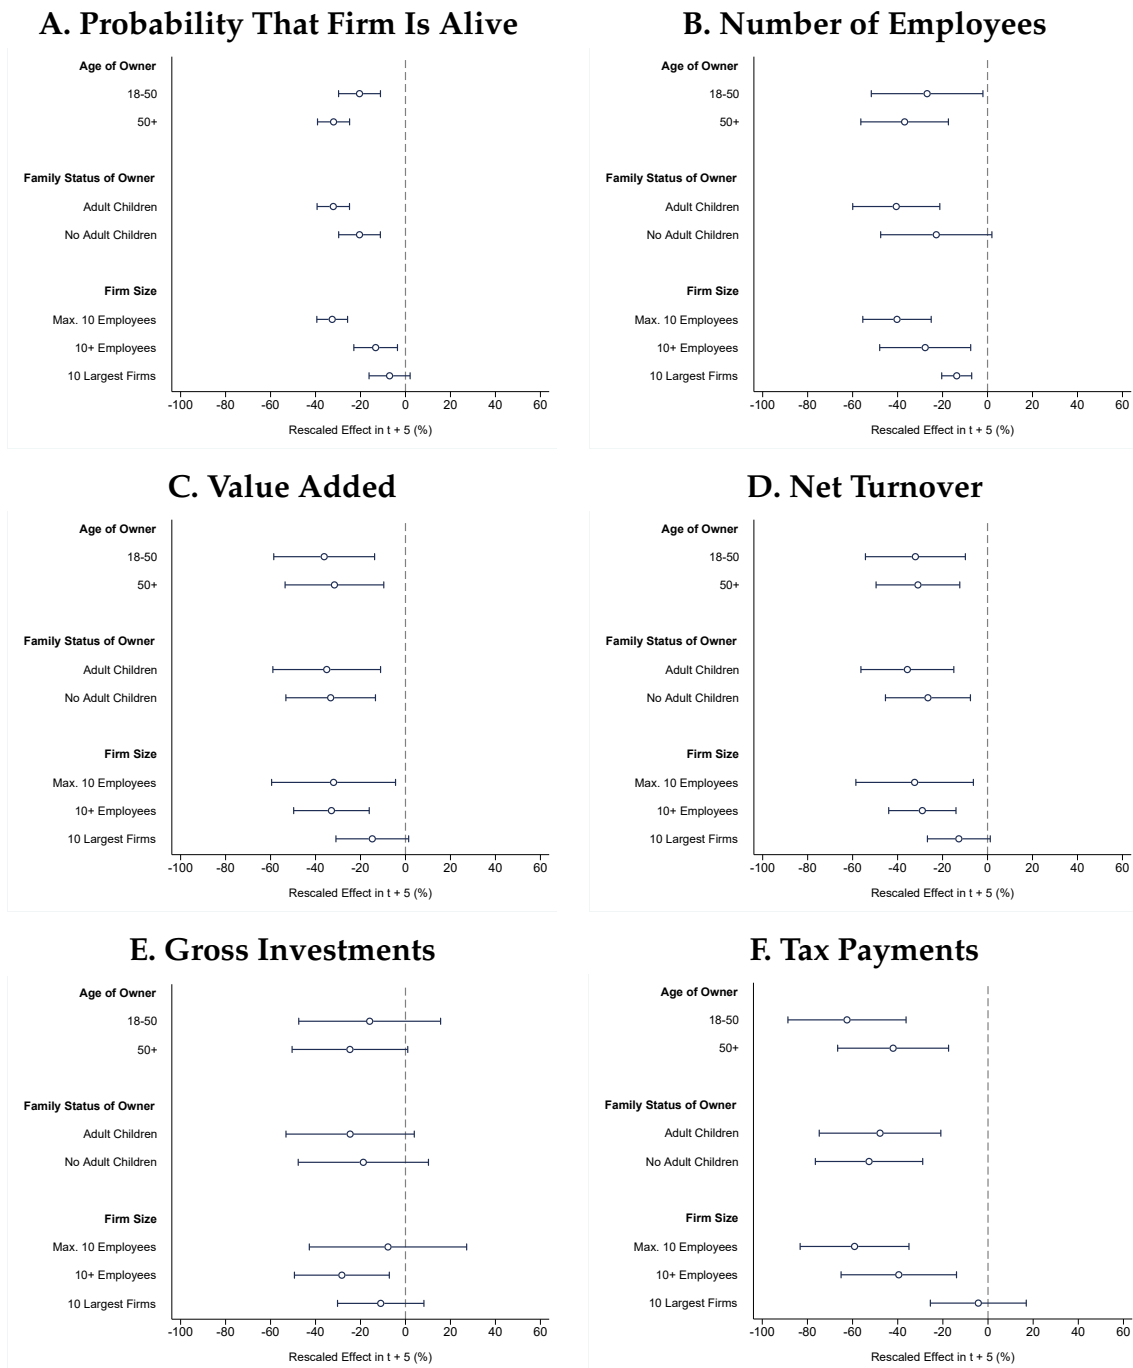 A. Probability That Firm Is Alive
Age of Owner
18-50
50+
Family Status of Owner
Adult Children
No Adult Children
Firm Size
Max. 10 Employees
10+ Employees
10 Largest Firms
-100 -80 -60 -40 -20 0 20 40 60
Rescaled Effect in t + 5 (%)
B. Number of Employees
Age of Owner
18-50
50+
Family Status of Owner
Adult Children
No Adult Children
Firm Size
Max. 10 Employees
10+ Employees
10 Largest Firms
-100 -80 -60 -40 -20 0 20 40 60
Rescaled Effect in t + 5 (%)
C. Value Added
Age of Owner
18-50
50+
Family Status of Owner
Adult Children
No Adult Children
Firm Size
Max. 10 Employees
10+ Employees
10 Largest Firms
-100 -80 -60 -40 -20 0 20 40 60
Rescaled Effect in t + 5 (%)
D. Net Turnover
Age of Owner
18-50
50+
Family Status of Owner
Adult Children
No Adult Children
Firm Size
Max. 10 Employees
10+ Employees
10 Largest Firms
-100 -80 -60 -40 -20 0 20 40 60
Rescaled Effect in t + 5 (%)
E. Gross Investments
Age of Owner
18-50
50+
Family Status of Owner
Adult Children
No Adult Children
Firm Size
Max. 10 Employees
10+ Employees
10 Largest Firms
-100 -80 -60 -40 -20 0 20 40 60
Rescaled Effect in t + 5 (%)
F. Tax Payments
Age of Owner
18-50
50+
Family Status of Owner
Adult Children
No Adult Children
Firm Size
Max. 10 Employees
10+ Employees
10 Largest Firms
-100 -80 -60 -40 -20 0 20 40 60
Rescaled Effect in t + 5 (%)